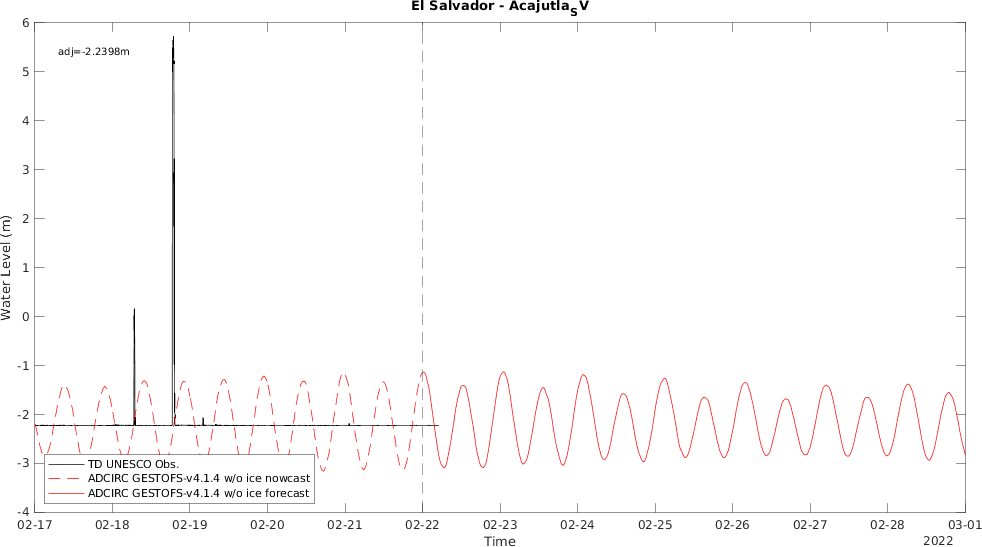 El Salvador - Acajutla_SV
6
adj=-2.2398m
5
4
3
2
1
0
-1
-2
-3
-4
Water Level (m)
TD UNESCO Obs.
ADCIRC GESTOFS-v4.1.4 w/o ice nowcast
ADCIRC GESTOFS-v4.1.4 w/o ice forecast
02-17 02-18 02-19 02-20 02-21 02-22 02-23 02-24 02-25 02-26 02-27 02-28 03-01
Time
2022